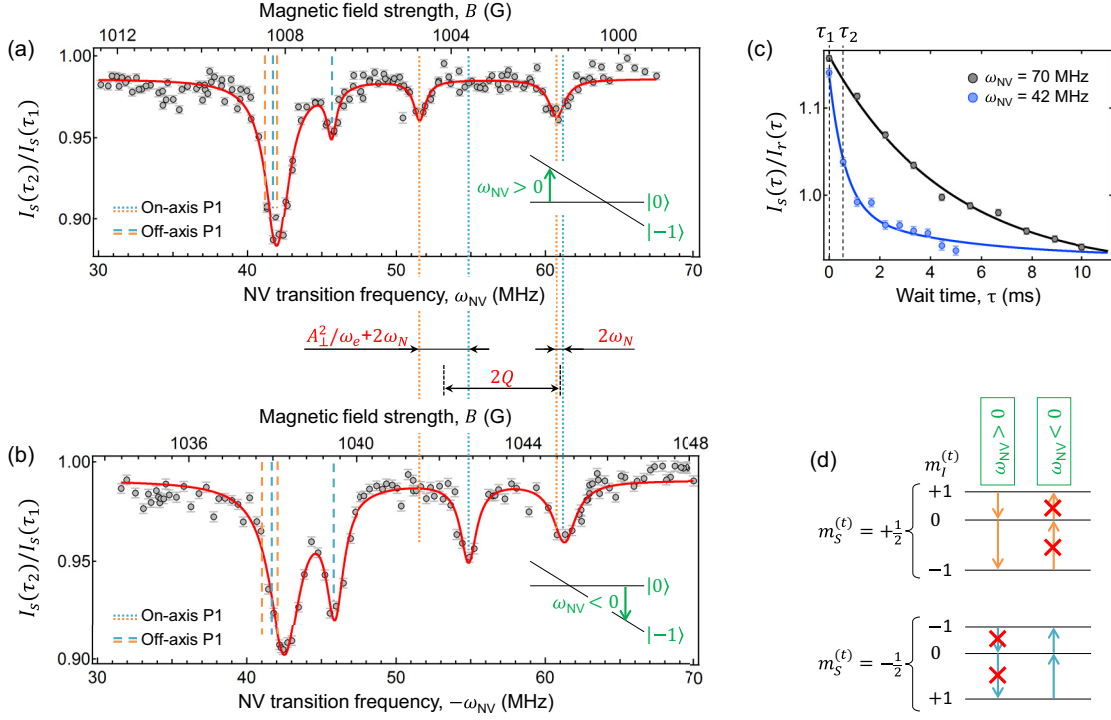 Magnetic field strength, B (G)
(a)
1012 1008 1004 1000
1.00
0.95
0.90
I_s(τ_2)/I_s(τ_1)
On-axis P1
Off-axis P1
ω_NV > 0
|0⟩
|−1⟩
30 40 50 60 70
NV transition frequency, ω_NV (MHz)
A_⊥^2/ω_e+2ω_N
2ω_N
2Q
Magnetic field strength, B (G)
(b)
1036 1040 1044 1048
1.00
0.95
0.90
I_s(τ_2)/I_s(τ_1)
On-axis P1
Off-axis P1
ω_NV < 0
|0⟩
|−1⟩
30 40 50 60 70
NV transition frequency, −ω_NV (MHz)
(c)
τ_1 τ_2
ω_NV = 70 MHz
ω_NV = 42 MHz
1.1
1.0
I_s(τ)/I_r(τ)
0 2 4 6 8 10
Wait time, τ (ms)
(d)
ω_NV > 0
ω_NV < 0
m_I^(t)
+1
m_S^(t) = +1/2
0
−1
−1
m_S^(t) = −1/2
0
+1